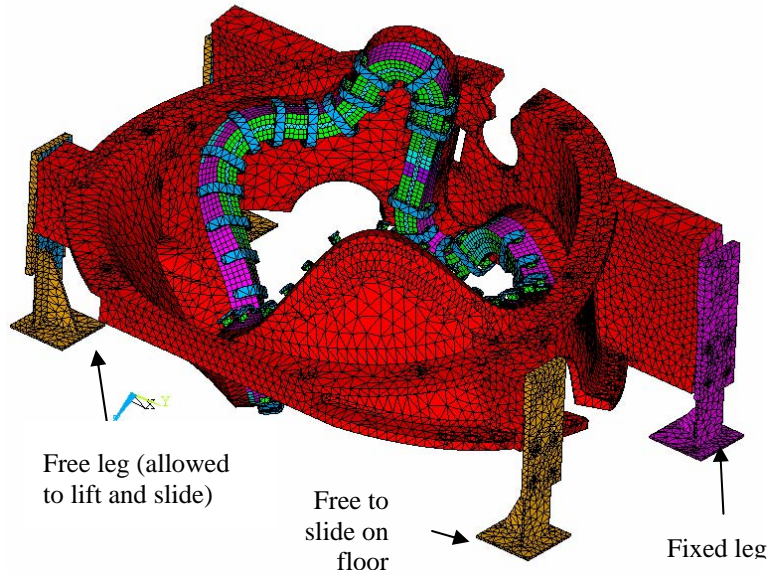 Free leg (allowed
to lift and slide)
Free to
slide on
floor
Fixed leg
X
Y